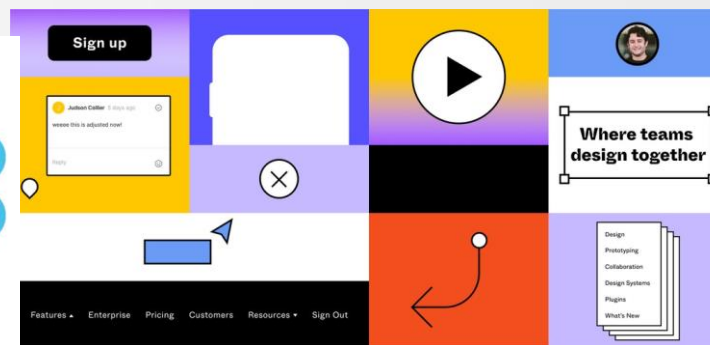 Sign up
Judson Collier 3 days ago
weeee this is adjusted now!
Reply
Where teams
design together
Design
Prototyping
Collaboration
Design Systems
Plugins
What's New
Features Enterprise Pricing Customers Resources Sign Out